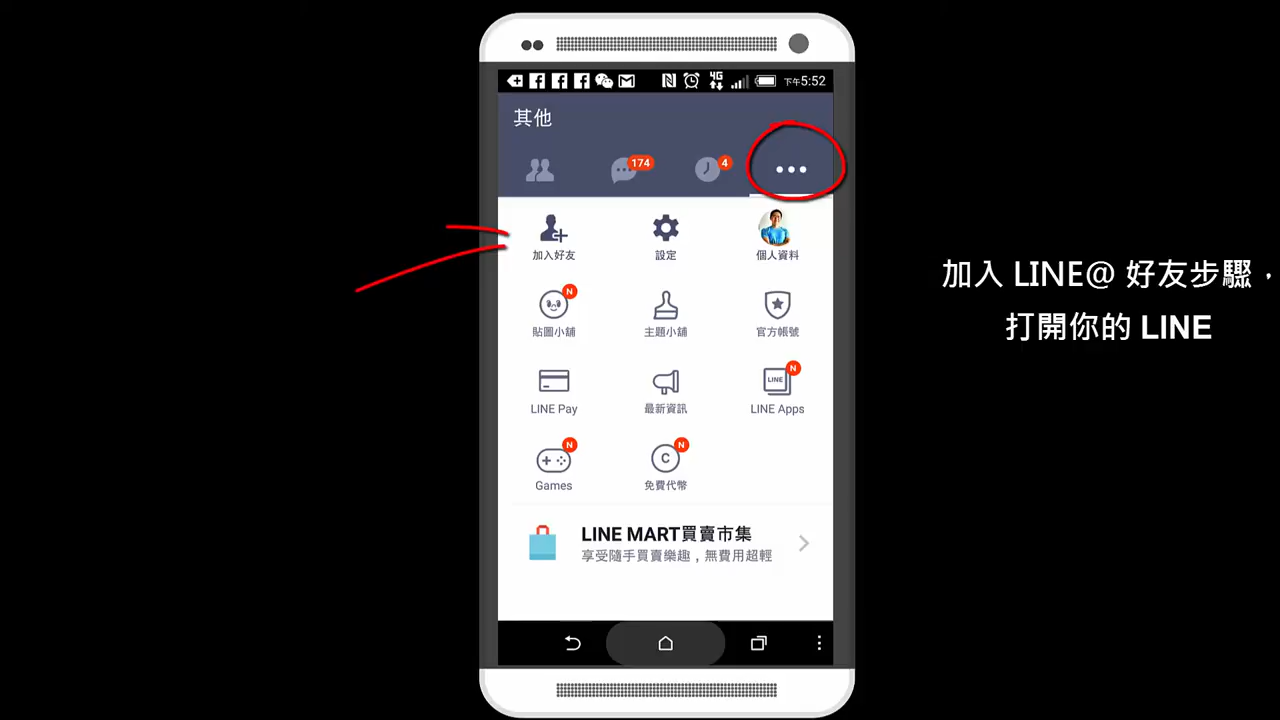 下午5:52
其他
174
4
加入好友
設定
個人資料
N
貼圖小舖
主題小舖
官方帳號
LINE
N
LINE Pay
最新資訊
LINE Apps
N
N
C
Games
免費代幣
LINE MART買賣市集
享受隨手買賣樂趣，無費用超輕
加入 LINE@ 好友步驟，
打開你的 LINE
4G